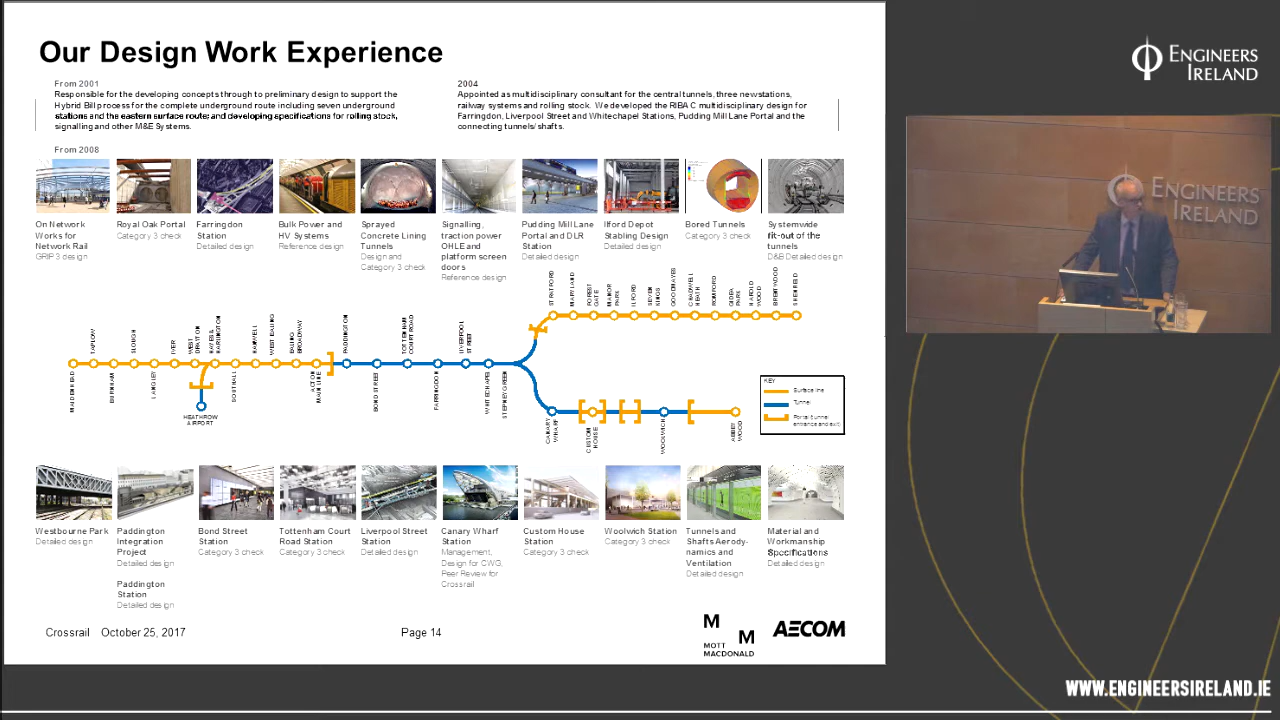 Our Design Work Experience
From 2001
Responsible for the developing concepts through to preliminary design to support the
Hybrid Bill process for the complete underground route including seven underground
stations and the eastern surface route; and developing specifications for rolling stock,
signalling and other M&E Systems.
2004
Appointed as multidisciplinary consultant for the central tunnels, three new stations,
railway systems and rolling stock. We developed the RIBA C multidisciplinary design for
Farringdon, Liverpool Street and Whitechapel Stations, Pudding Mill Lane Portal and the
connecting tunnels/shafts.
From 2008
On Network
Works for
Network Rail
GRIP 3 design
Royal Oak Portal
Category 3 check
Farringdon
Station
Detailed design
Bulk Power and
HV Systems
Reference design
Sprayed
Concrete Lining
Tunnels
Design and
Category 3 check
Signalling,
traction power
OHLE and
platform screen
doors
Reference design
Pudding Mill Lane
Portal and DLR
Station
Detailed design
Ilford Depot
Stabling Design
Detailed design
Bored Tunnels
Category 3 check
Systemwide
fit-out of the
tunnels
D&B Detailed design
MAIDENHEAD
TAPLOW
BURNHAM
SLOUGH
LANGLEY
IVER
WEST
DRAYTON
HAYES &
HARLINGTON
HEATHROW
AIRPORT
SOUTHALL
HANWELL
WEST EALING
EALING
BROADWAY
ACTON
MAIN LINE
PADDINGTON
BOND STREET
TOTTENHAM
COURT ROAD
FARRINGDON
LIVERPOOL
STREET
WHITECHAPEL
STEPNEY GREEN
STRATFORD
MARYLAND
FOREST
GATE
MANOR
PARK
ILFORD
SEVEN
KINGS
GOODMAYES
CHADWELL
HEATH
ROMFORD
GIDEA
PARK
HAROLD
WOOD
BRENTWOOD
SHENFIELD
CANARY
WHARF
CUSTOM
HOUSE
WOOLWICH
ABBEY
WOOD
KEY
Surface line
Tunnel
Portal (tunnel
entrance and exit)
Westbourne Park
Detailed design
Paddington
Integration
Project
Detailed design
Paddington
Station
Detailed design
Bond Street
Station
Category 3 check
Tottenham Court
Road Station
Category 3 check
Liverpool Street
Station
Detailed design
Canary Wharf
Station
Management,
Design for CWG,
Peer Review for
Crossrail
Custom House
Station
Category 3 check
Woolwich Station
Category 3 check
Tunnels and
Shafts Aerody-
namics and
Ventilation
Detailed design
Material and
Workmanship
Specifications
Detailed design
Crossrail October 25, 2017
Page 14
M
M
MOTT
MACDONALD
AECOM
ENGINEERS
IRELAND
ENGINEERS
IRELAND
WWW.ENGINEERSIRELAND.IE